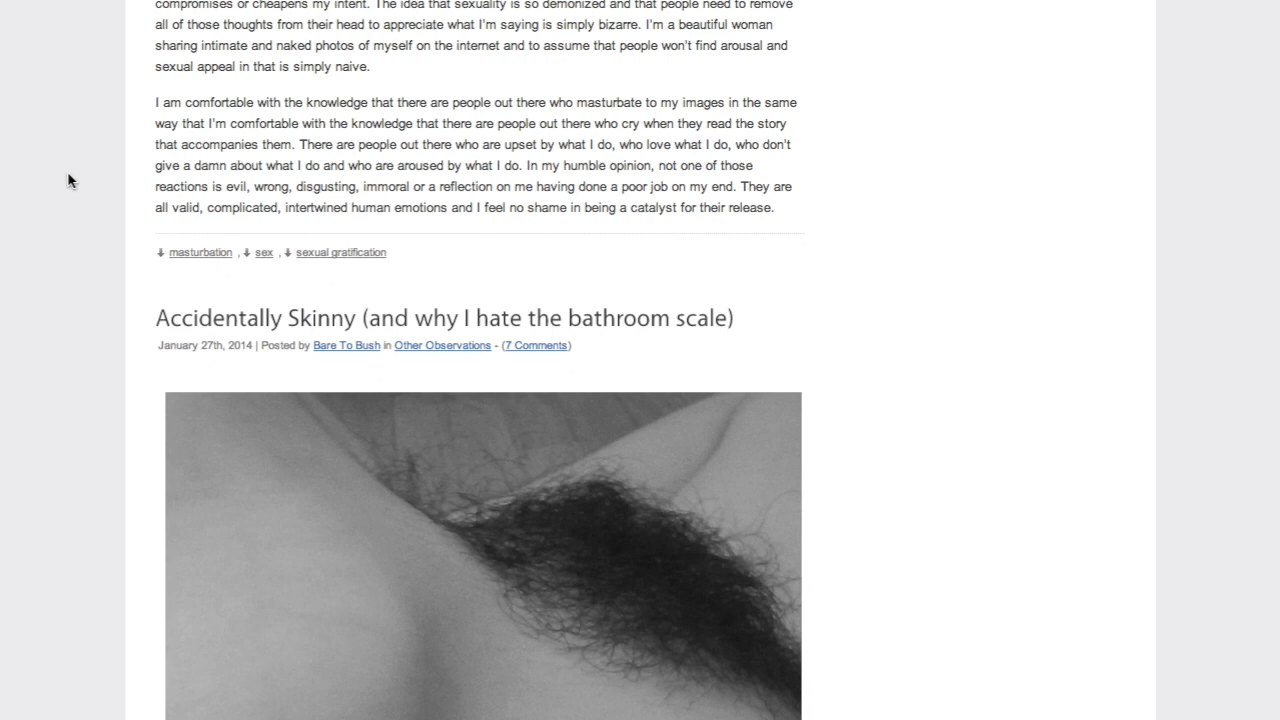 compromises or cheapens my intent. The idea that sexuality is so demonized and that people need to remove
all of those thoughts from their head to appreciate what I'm saying is simply bizarre. I'm a beautiful woman
sharing intimate and naked photos of myself on the internet and to assume that people won't find arousal and
sexual appeal in that is simply naive.
I am comfortable with the knowledge that there are people out there who masturbate to my images in the same
way that I'm comfortable with the knowledge that there are people out there who cry when they read the story
that accompanies them. There are people out there who are upset by what I do, who love what I do, who don't
give a damn about what I do and who are aroused by what I do. In my humble opinion, not one of those
reactions is evil, wrong, disgusting, immoral or a reflection on me having done a poor job on my end. They are
all valid, complicated, intertwined human emotions and I feel no shame in being a catalyst for their release.
masturbation , sex , sexual gratification
Accidentally Skinny (and why I hate the bathroom scale)
January 27th, 2014 | Posted by Bare To Bush in Other Observations - (7 Comments)